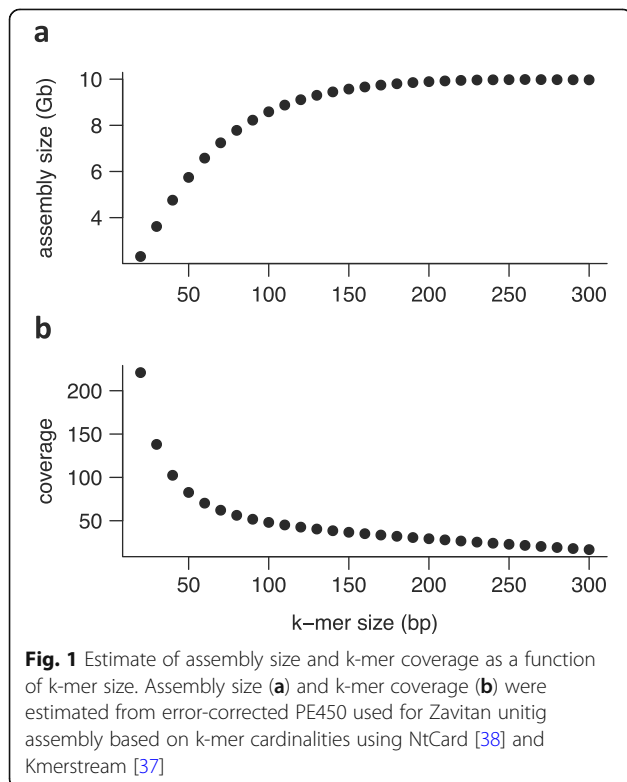 a
assembly size (Gb)
10
8
6
4
50 100 150 200 250 300
b
coverage
200
150
100
50
50 100 150 200 250 300
k−mer size (bp)
Fig. 1 Estimate of assembly size and k-mer coverage as a function
of k-mer size. Assembly size (a) and k-mer coverage (b) were
estimated from error-corrected PE450 used for Zavitan unitig
assembly based on k-mer cardinalities using NtCard [38] and
Kmerstream [37]